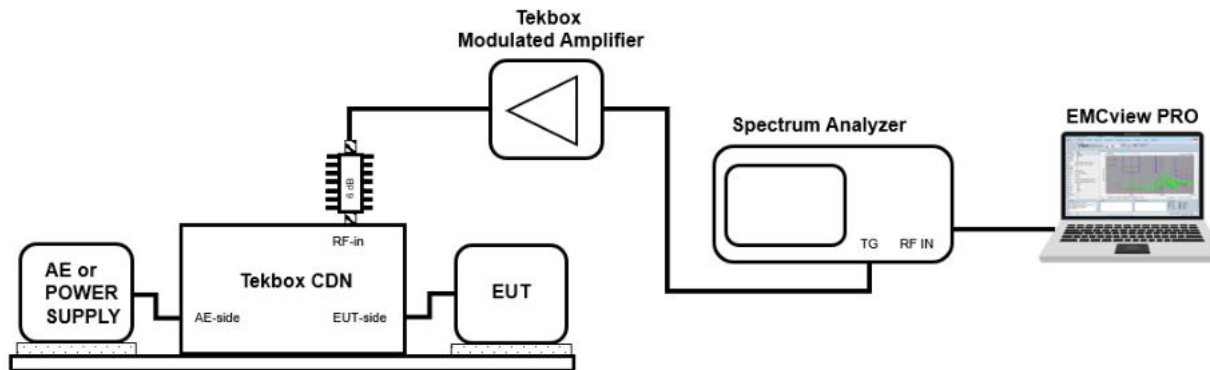 Tekbox
Modulated Amplifier
Spectrum Analyzer
EMCview PRO
6 dB
RF-in
TG
RF IN
AE or
POWER
SUPPLY
Tekbox CDN
EUT
AE-side
EUT-side